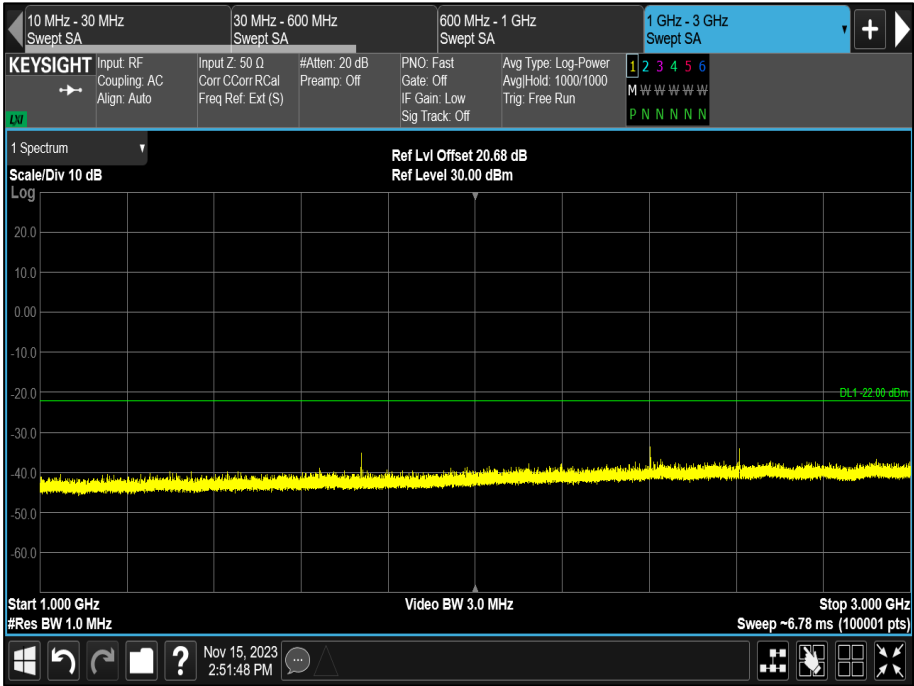 10 MHz - 30 MHz
Swept SA
30 MHz - 600 MHz
Swept SA
600 MHz - 1 GHz
Swept SA
1 GHz - 3 GHz
Swept SA
+
KEYSIGHT
LXI
Input: RF
Coupling: AC
Align: Auto
Input Z: 50 Ω
Corr CCorr RCal
Freq Ref: Ext (S)
#Atten: 20 dB
Preamp: Off
PNO: Fast
Gate: Off
IF Gain: Low
Sig Track: Off
Avg Type: Log-Power
Avg|Hold: 1000/1000
Trig: Free Run
1 2 3 4 5 6
M W W W W W
P N N N N N
1 Spectrum
Scale/Div 10 dB
Ref Lvl Offset 20.68 dB
Ref Level 30.00 dBm
Log
20.0
10.0
0.00
-10.0
-20.0
DL1 -22.00 dBm
-30.0
-40.0
-50.0
-60.0
Start 1.000 GHz
Video BW 3.0 MHz
Stop 3.000 GHz
#Res BW 1.0 MHz
Sweep ~6.78 ms (100001 pts)
?
Nov 15, 2023
2:51:48 PM